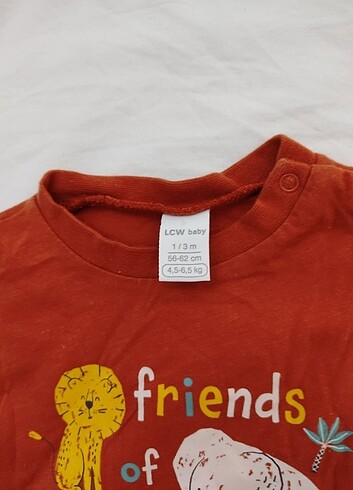 LCW baby
1 / 3 m
56-62 cm
4,5-6,5 kg
friends
of